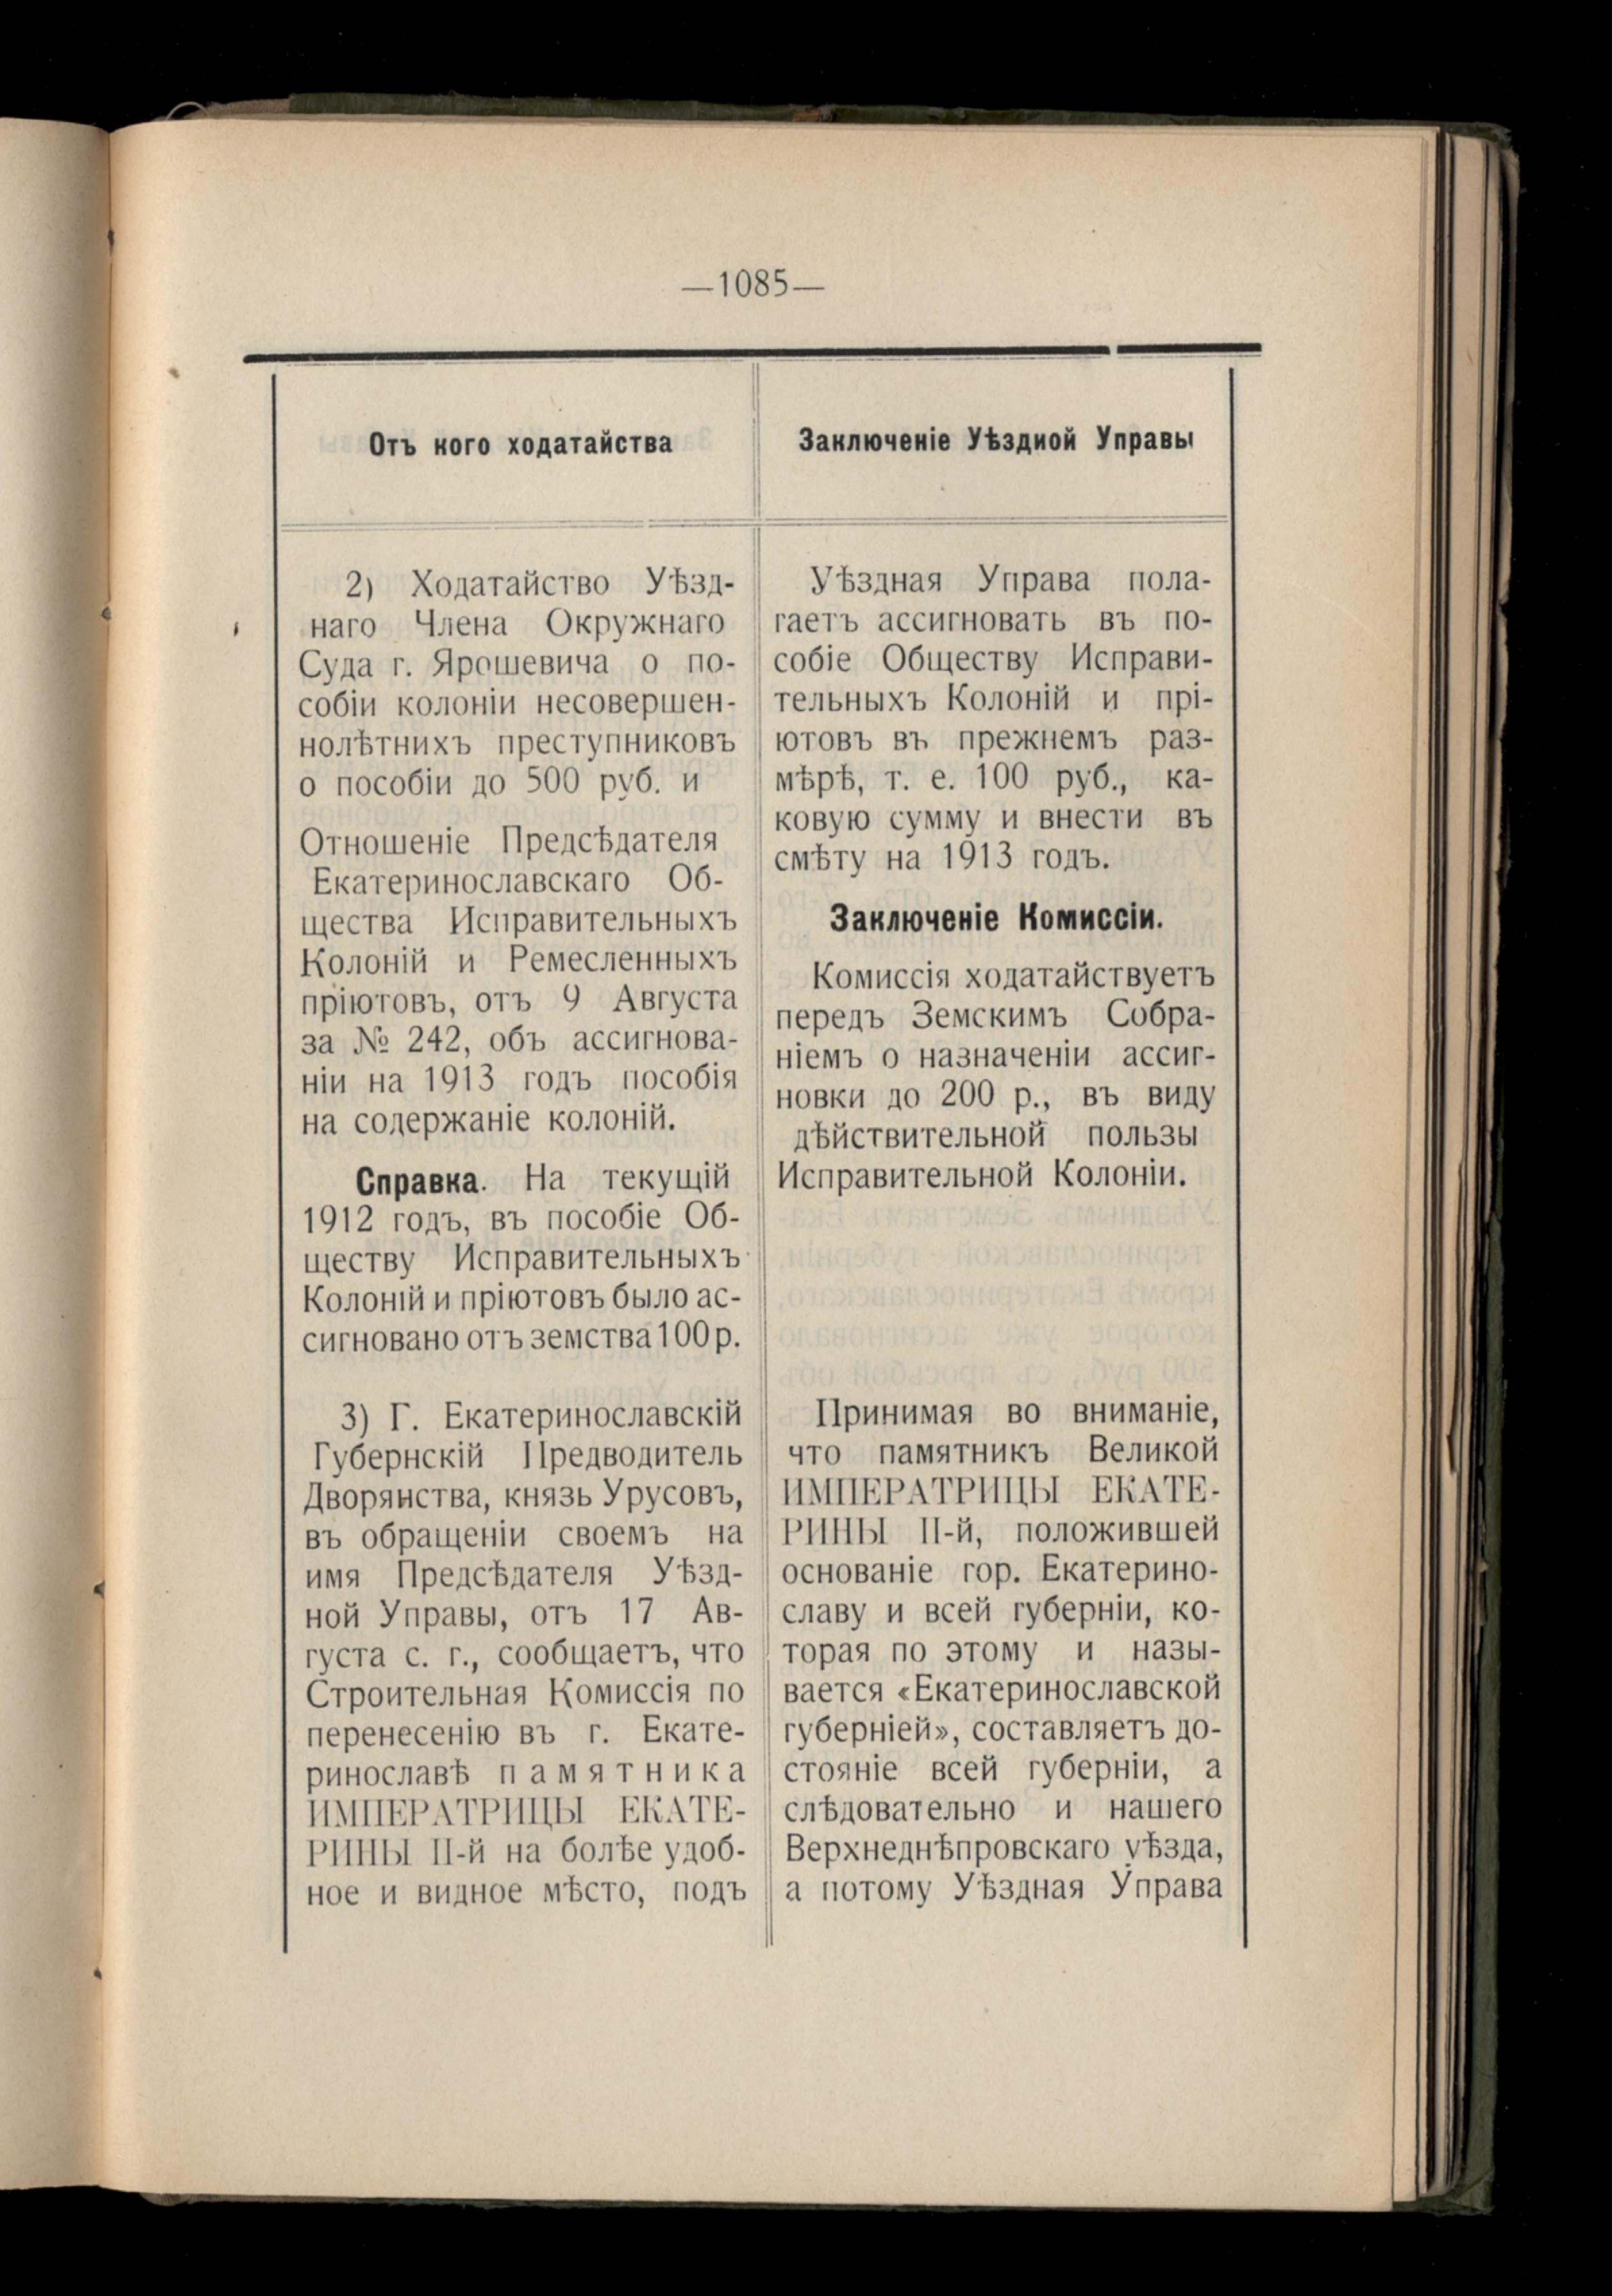 —1085—
Отъ кого ходатайства
2) Ходатайство Уѣзд-
наго Члена Окружнаго
Суда г. Ярошевича о по-
собіи колоніи несовершен-
нолѣтнихъ преступниковъ
о пособіи до 500 руб. и
Отношеніе Предсѣдателя
Екатеринославскаго Об-
щества Исправительныхъ
Колоній и Ремесленныхъ
пріютовъ, отъ 9 Августа
за № 242, объ ассигнова-
ніи на 1913 годъ пособія
на содержаніе колоній.
Справка. На текущій
1912 годъ, въ пособіе Об-
ществу Исправительныхъ
Колоній и пріютовъ было ас-
сигновано отъ земства 100 р.
3) Г. Екатеринославскій
Губернскій Предводитель
Дворянства, князь Урусовъ,
въ обращеніи своемъ на
имя Предсѣдателя Уѣзд-
ной Управы, отъ 17 Ав-
густа с. г., сообщаетъ, что
Строительная Комиссія по
перенесенію въ г. Екате-
ринославѣ памятника
ИМПЕРАТРИЦЫ ЕКАТЕ-
РИНЫ II-й на болѣе удоб-
ное и видное мѣсто, подъ
Заключеніе Уѣздной Управы
Уѣздная Управа пола-
гаетъ ассигновать въ по-
собіе Обществу Исправи-
тельныхъ Колоній и прі-
ютовъ въ прежнемъ раз-
мѣрѣ, т. е. 100 руб., ка-
ковую сумму и внести въ
смѣту на 1913 годъ.
Заключеніе Комиссіи.
Комиссія ходатайствуетъ
передъ Земскимъ Собра-
ніемъ о назначеніи ассиг-
новки до 200 р., въ виду
дѣйствительной пользы
Исправительной Колоніи.
Принимая во вниманіе,
что памятникъ Великой
ИМПЕРАТРИЦЫ ЕКАТЕ-
РИНЫ II-й, положившей
основаніе гор. Екатерино-
славу и всей губерніи, ко-
торая по этому и назы-
вается «Екатеринославской
губерніей», составляетъ до-
стояніе всей губерніи, а
слѣдовательно и нашего
Верхнеднѣпровскаго уѣзда,
а потому Уѣздная Управа